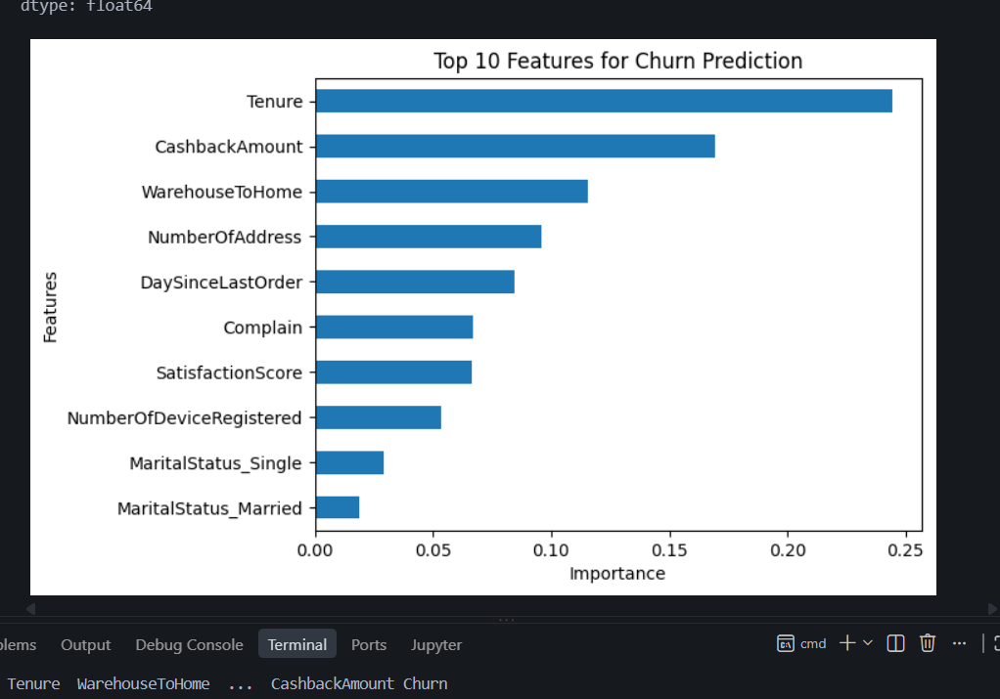 dtype: float64
Top 10 Features for Churn Prediction
Features
Tenure
CashbackAmount
WarehouseToHome
NumberOfAddress
DaySinceLastOrder
Complain
SatisfactionScore
NumberOfDeviceRegistered
MaritalStatus_Single
MaritalStatus_Married
0.00 0.05 0.10 0.15 0.20 0.25
Importance
Output Debug Console Terminal Ports Jupyter cmd
Tenure WarehouseToHome ... CashbackAmount Churn